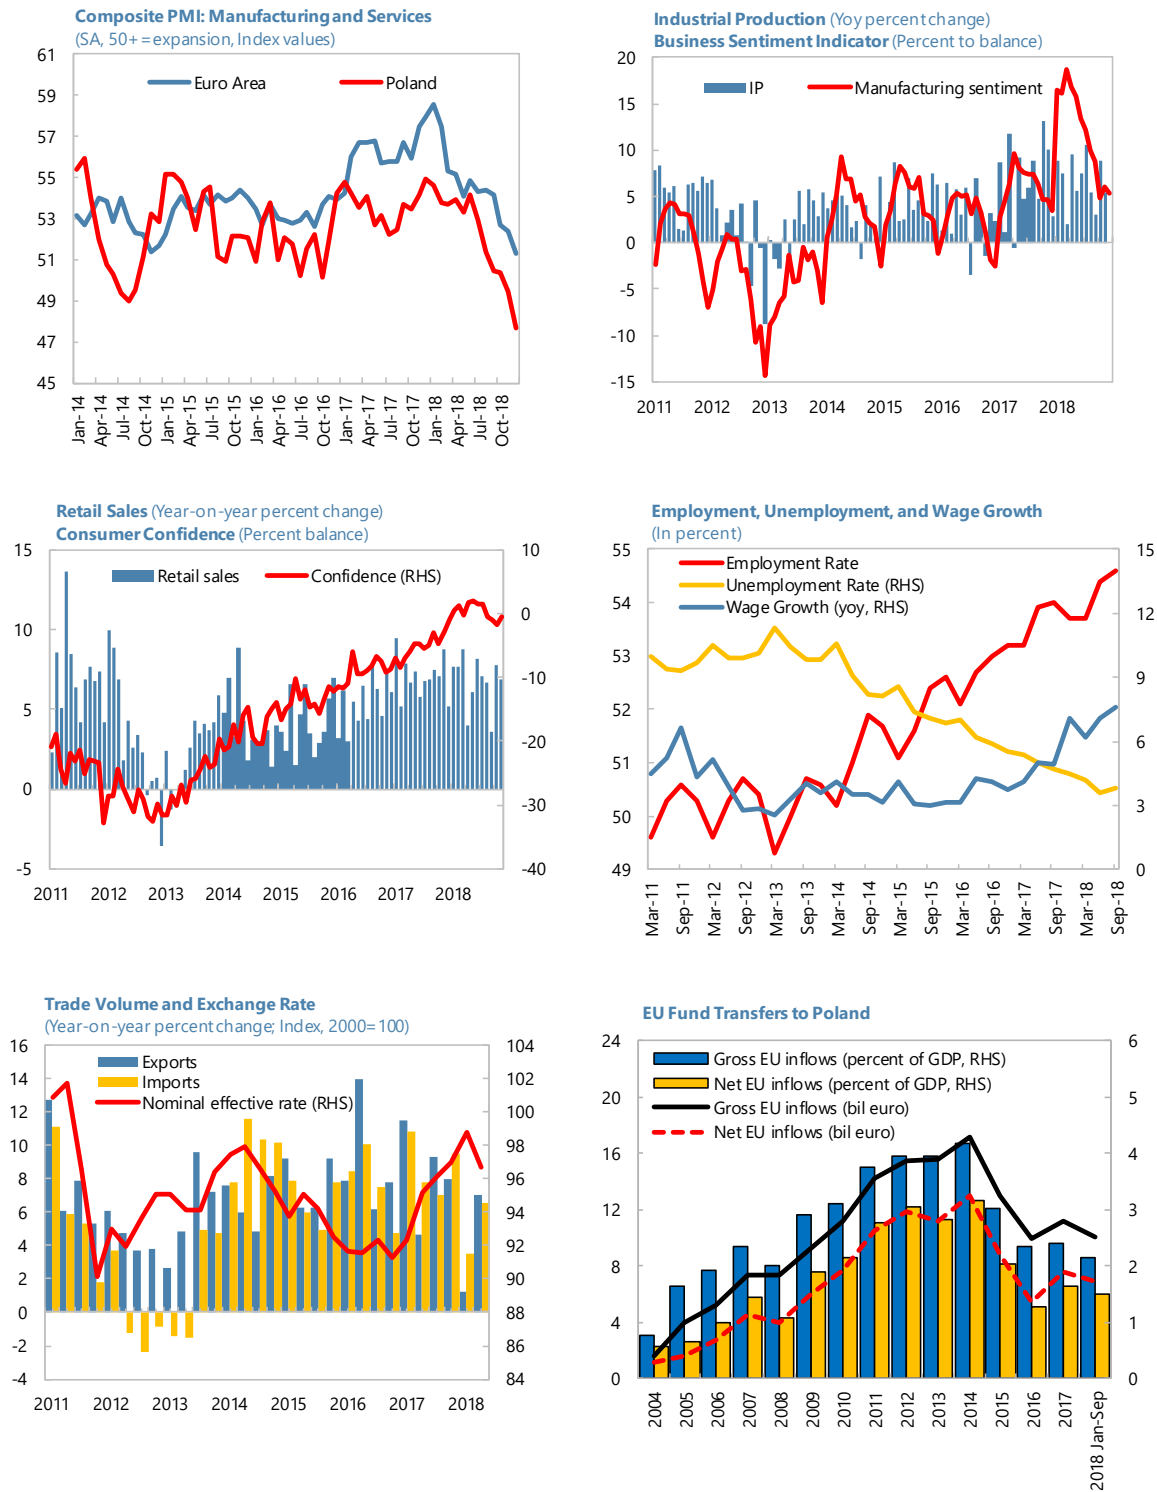 Composite PMI: Manufacturing and Services
(SA, 50+ = expansion, Index values)
61
59
57
55
53
51
49
47
45
Euro Area
Poland
Jan-14
Apr-14
Jul-14
Oct-14
Jan-15
Apr-15
Jul-15
Oct-15
Jan-16
Apr-16
Jul-16
Oct-16
Jan-17
Apr-17
Jul-17
Oct-17
Jan-18
Apr-18
Jul-18
Oct-18
Industrial Production (Yoy percent change)
Business Sentiment Indicator (Percent to balance)
20
15
10
5
0
-5
-10
-15
IP
Manufacturing sentiment
2011 2012 2013 2014 2015 2016 2017 2018
Retail Sales (Year-on-year percent change)
Consumer Confidence (Percent balance)
15
10
5
0
-5
Retail sales
Confidence (RHS)
10
0
-10
-20
-30
-40
2011 2012 2013 2014 2015 2016 2017 2018
Employment, Unemployment, and Wage Growth
(In percent)
55
54
53
52
51
50
49
Employment Rate
Unemployment Rate (RHS)
Wage Growth (yoy, RHS)
15
12
9
6
3
0
Mar-11
Sep-11
Mar-12
Sep-12
Mar-13
Sep-13
Mar-14
Sep-14
Mar-15
Sep-15
Mar-16
Sep-16
Mar-17
Sep-17
Mar-18
Sep-18
Trade Volume and Exchange Rate
(Year-on-year percent change; Index, 2000=100)
16
14
12
10
8
6
4
2
0
-2
-4
Exports
Imports
Nominal effective rate (RHS)
104
102
100
98
96
94
92
90
88
86
84
2011 2012 2013 2014 2015 2016 2017 2018
EU Fund Transfers to Poland
24
20
16
12
8
4
0
Gross EU inflows (percent of GDP, RHS)
Net EU inflows (percent of GDP, RHS)
Gross EU inflows (bil euro)
Net EU inflows (bil euro)
6
5
4
3
2
1
0
2004
2005
2006
2007
2008
2009
2010
2011
2012
2013
2014
2015
2016
2017
2018 Jan-Sep